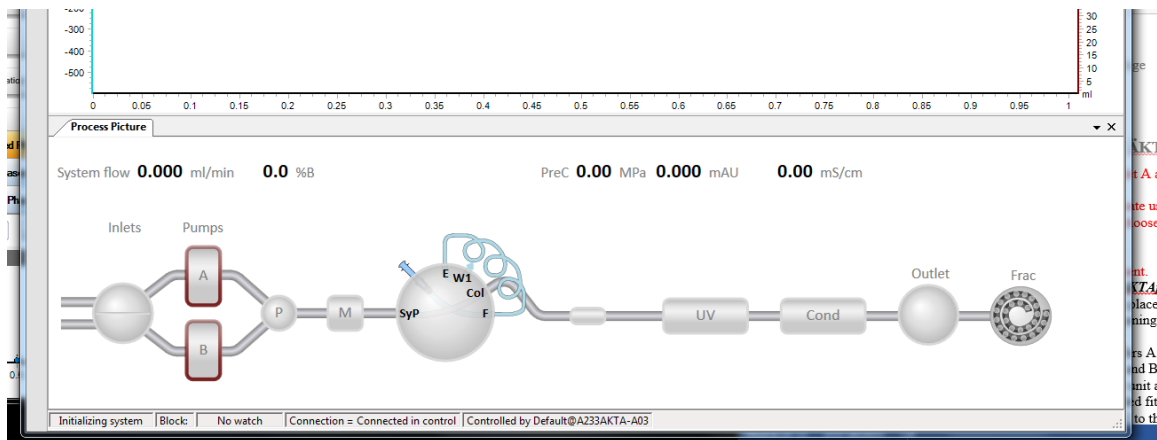 -200
-300
-400
-500
30
25
20
15
10
5
ml
0 0.05 0.1 0.15 0.2 0.25 0.3 0.35 0.4 0.45 0.5 0.55 0.6 0.65 0.7 0.75 0.8 0.85 0.9 0.95 1
Process Picture
System flow 0.000 ml/min 0.0 %B PreC 0.00 MPa 0.000 mAU 0.00 mS/cm
Inlets Pumps
Outlet Frac
A
E W1
Col
P M SyP F UV Cond
B
Initializing system Block: No watch Connection = Connected in control Controlled by Default@A233AKTA-A03